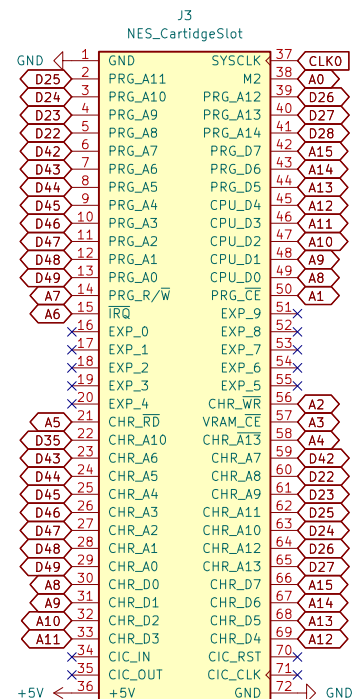 J3
NES_CartidgeSlot
GND 1 GND SYSCLK 37 CLK0
D25 2 PRG_A11 M2 38 A0
D24 3 PRG_A10 PRG_A12 39 D26
D23 4 PRG_A9 PRG_A13 40 D27
D22 5 PRG_A8 PRG_A14 41 D28
D42 6 PRG_A7 PRG_D7 42 A15
D43 7 PRG_A6 PRG_D6 43 A14
D44 8 PRG_A5 PRG_D5 44 A13
D45 9 PRG_A4 CPU_D4 45 A12
D46 10 PRG_A3 CPU_D3 46 A11
D47 11 PRG_A2 CPU_D2 47 A10
D48 12 PRG_A1 CPU_D1 48 A9
D49 13 PRG_A0 CPU_D0 49 A8
A7 14 PRG_R/W PRG_CE 50 A1
A6 15 IRQ EXP_9 51
16 EXP_0 EXP_8 52
17 EXP_1 EXP_7 53
18 EXP_2 EXP_6 54
19 EXP_3 EXP_5 55
20 EXP_4 CHR_WR 56 A2
A5 21 CHR_RD VRAM_CE 57 A3
D35 22 CHR_A10 CHR_A13 58 A4
D43 23 CHR_A6 CHR_A7 59 D42
D44 24 CHR_A5 CHR_A8 60 D22
D45 25 CHR_A4 CHR_A9 61 D23
D46 26 CHR_A3 CHR_A11 62 D25
D47 27 CHR_A2 CHR_A10 63 D24
D48 28 CHR_A1 CHR_A12 64 D26
D49 29 CHR_A0 CHR_A13 65 D27
A8 30 CHR_D0 CHR_D7 66 A15
A9 31 CHR_D1 CHR_D6 67 A14
A10 32 CHR_D2 CHR_D5 68 A13
A11 33 CHR_D3 CHR_D4 69 A12
34 CIC_IN CIC_RST 70
35 CIC_OUT CIC_CLK 71
+5V 36 +5V GND 72 GND